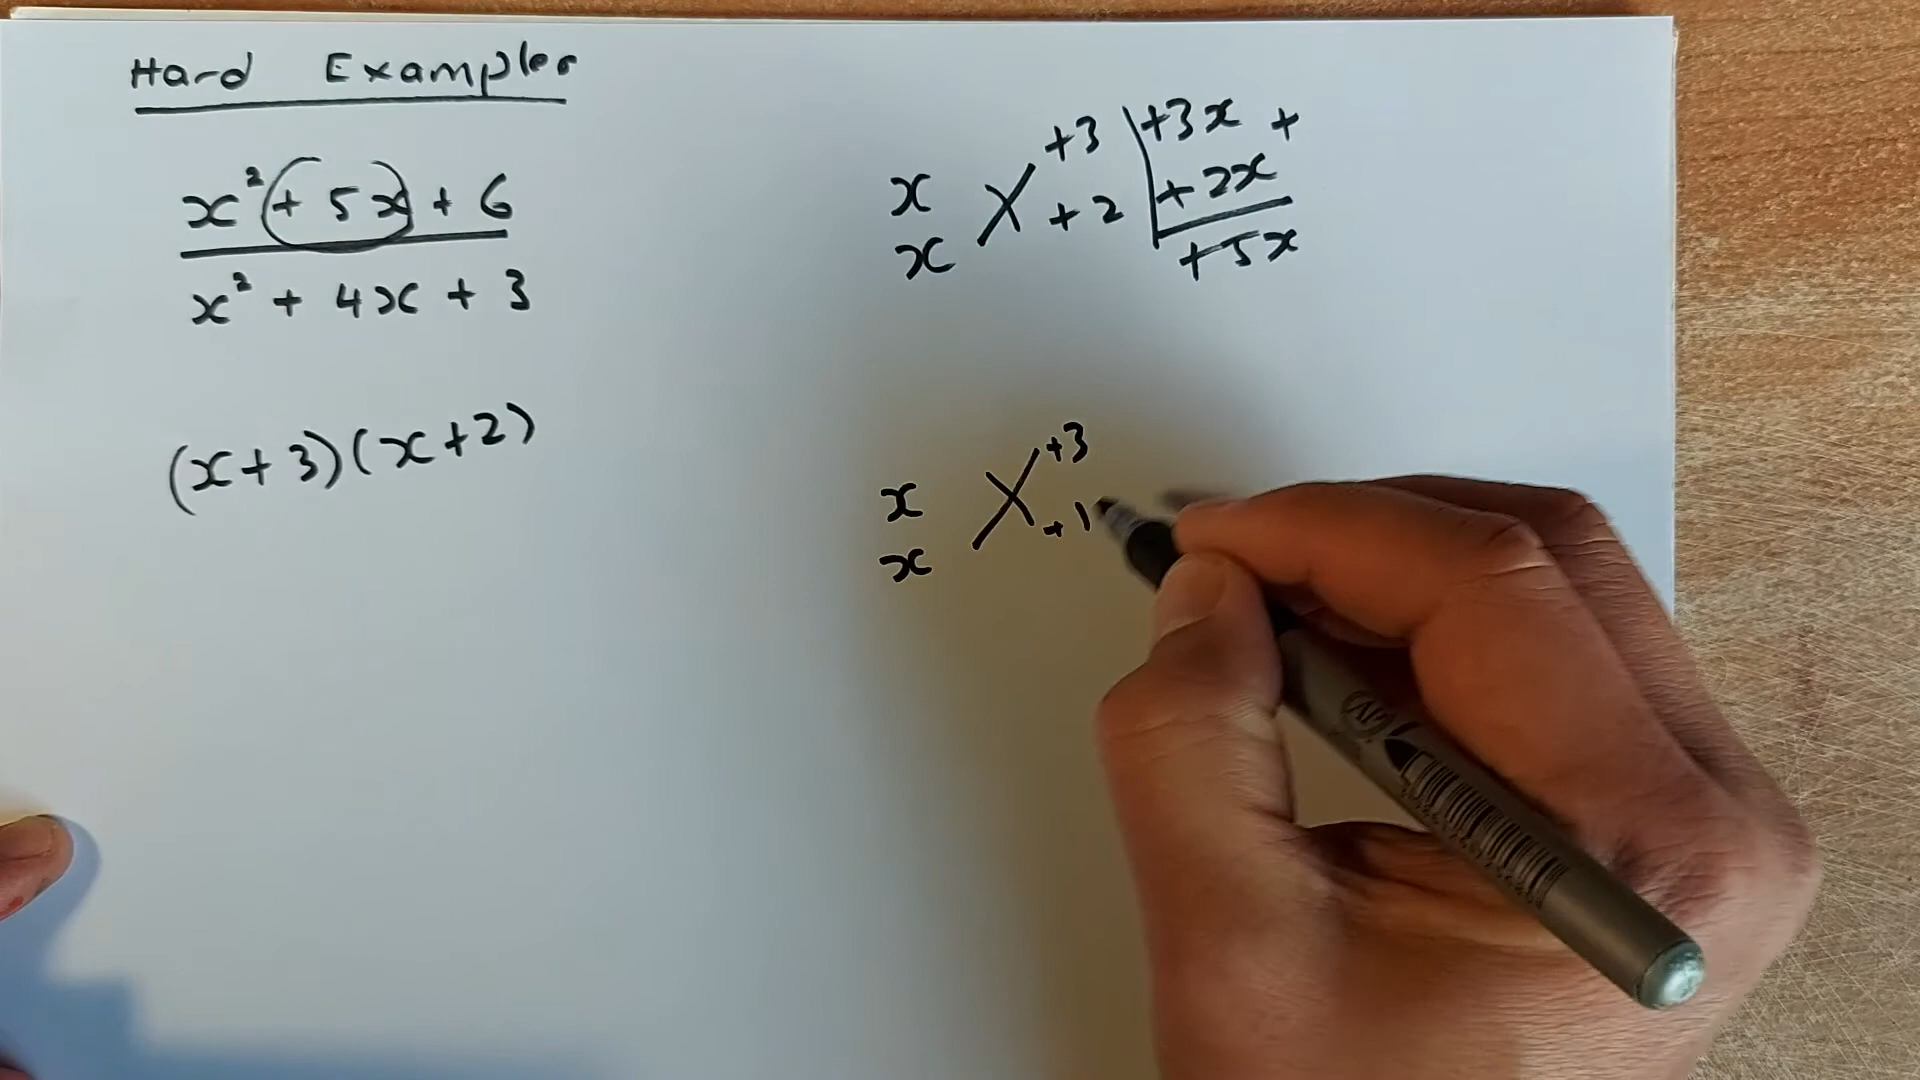 Hard Examples
x² + 5x + 6
x² + 4x + 3
(x+3)(x+2)
x +3 +3x +
x +2 +2x
+5x
x +3
x +1